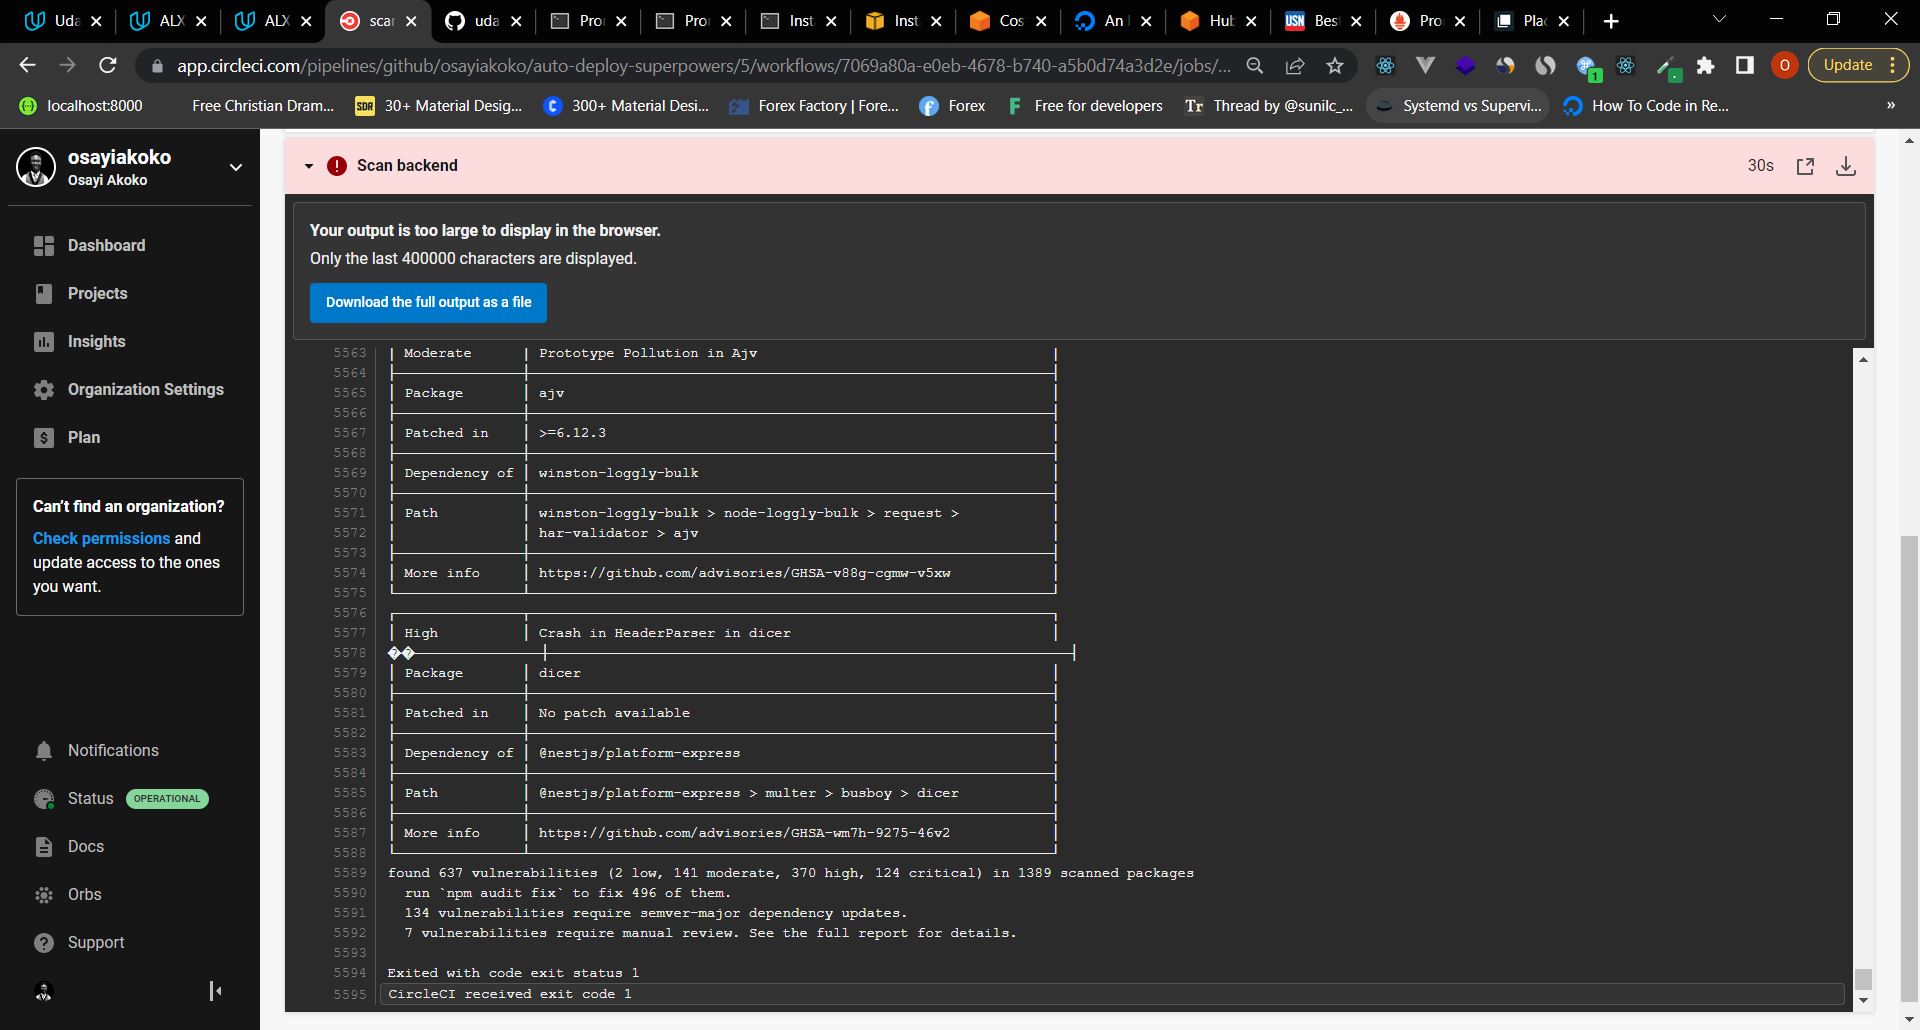 Uda
ALX
ALX
scar
uda
Pro
Pro
Inst
Inst
Cos
An
Hub
USN Bes
Pro
Plac
app.circleci.com/pipelines/github/osayiakoko/auto-deploy-superpowers/5/workflows/7069a80a-e0eb-4678-b740-a5b0d74a3d2e/jobs/...
1
O
Update
localhost:8000
Free Christian Dram...
SDR 30+ Material Desig...
300+ Material Desi...
Forex Factory | Fore...
Forex
Free for developers
Tr Thread by @sunilc_...
Systemd vs Supervi...
How To Code in Re...
»
osayiakoko
Osayi Akoko
Dashboard
Projects
Insights
Organization Settings
Plan
Can't find an organization?
Check permissions and
update access to the ones
you want.
Notifications
Status OPERATIONAL
Docs
Orbs
Support
Scan backend
30s
Your output is too large to display in the browser.
Only the last 400000 characters are displayed.
Download the full output as a file
5563 Moderate Prototype Pollution in Ajv
5564
5565 Package ajv
5566
5567 Patched in >=6.12.3
5568
5569 Dependency of winston-loggly-bulk
5570
5571 Path winston-loggly-bulk > node-loggly-bulk > request >
5572 har-validator > ajv
5573
5574 More info https://github.com/advisories/GHSA-v88g-cgmw-v5xw
5575
5576
5577 High Crash in HeaderParser in dicer
5578 ��
5579 Package dicer
5580
5581 Patched in No patch available
5582
5583 Dependency of @nestjs/platform-express
5584
5585 Path @nestjs/platform-express > multer > busboy > dicer
5586
5587 More info https://github.com/advisories/GHSA-wm7h-9275-46v2
5588
5589 found 637 vulnerabilities (2 low, 141 moderate, 370 high, 124 critical) in 1389 scanned packages
5590 run `npm audit fix` to fix 496 of them.
5591 134 vulnerabilities require semver-major dependency updates.
5592 7 vulnerabilities require manual review. See the full report for details.
5593
5594 Exited with code exit status 1
5595 CircleCI received exit code 1